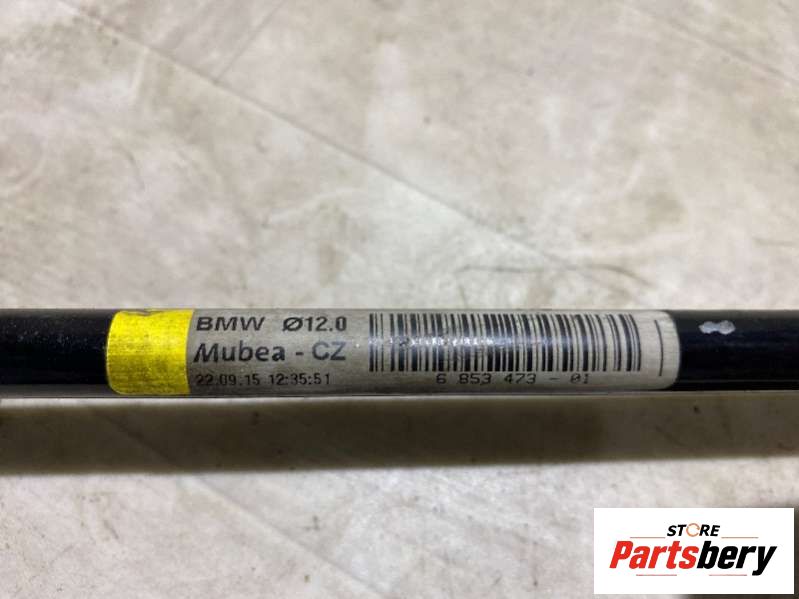 BMW Ø12.0
Mubea - CZ
22.09.15 12:35:51
6 853 473 - 01
STORE
Partsbery